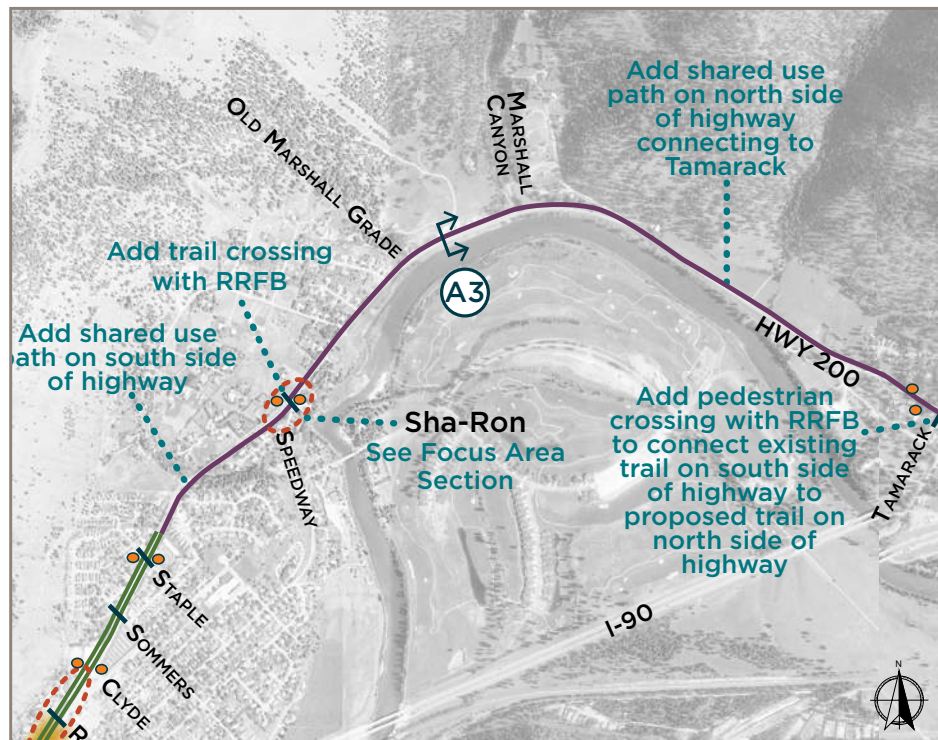 Add shared use
path on north side
of highway
connecting to
Tamarack
Marshall
Canyon
Old Marshall Grade
Add trail crossing
with RRFB
A3
Add shared use
path on south side
of highway
Hwy 200
Sha-Ron
See Focus Area
Section
Speedway
Add pedestrian
crossing with RRFB
to connect existing
trail on south side
of highway to
proposed trail on
north side of
highway
Tamarack
Staple
Sommers
I-90
Clyde
R
N